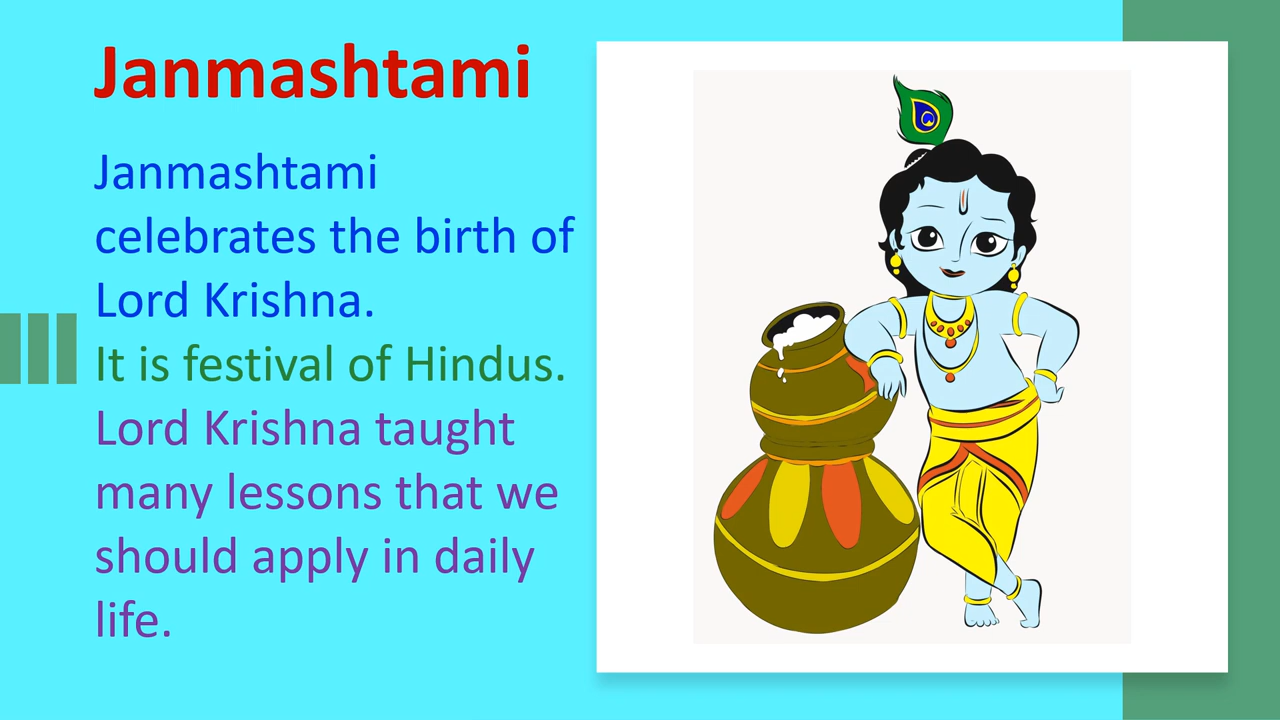 Janmashtami
Janmashtami
celebrates the birth of
Lord Krishna.
It is festival of Hindus.
Lord Krishna taught
many lessons that we
should apply in daily
life.